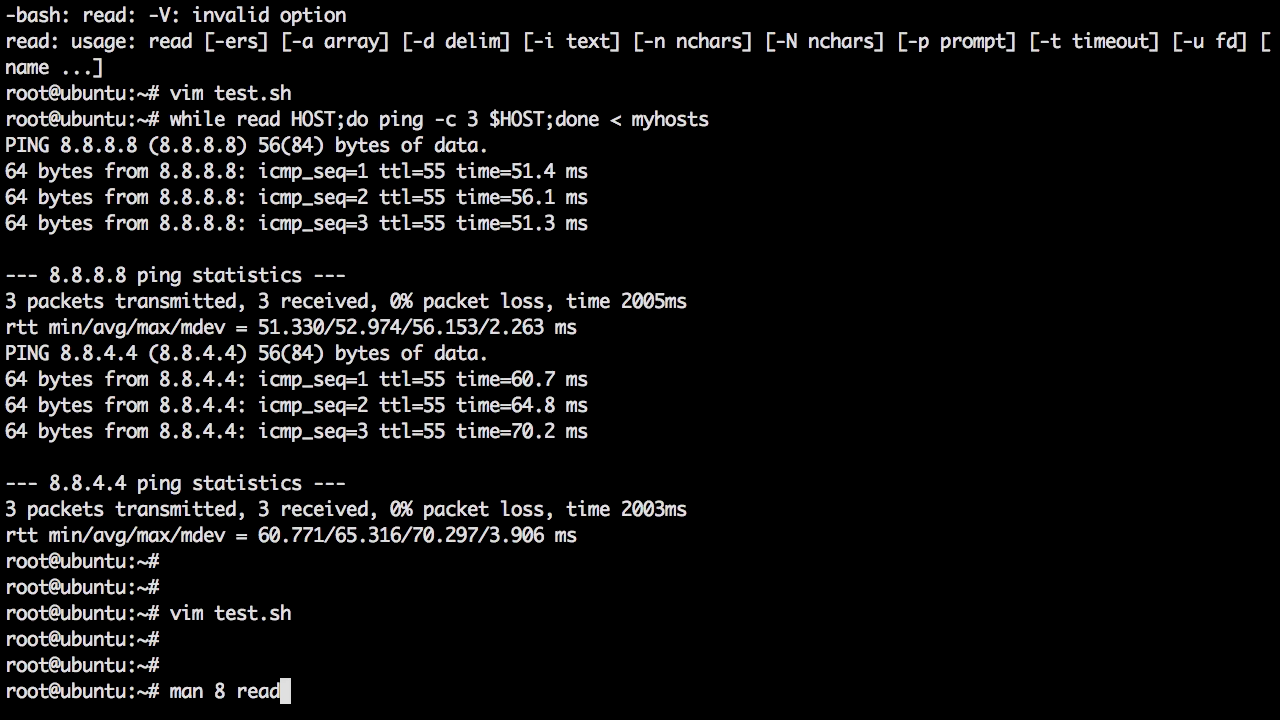 -bash: read: -V: invalid option
read: usage: read [-ers] [-a array] [-d delim] [-i text] [-n nchars] [-N nchars] [-p prompt] [-t timeout] [-u fd] [
name ...]
root@ubuntu:~# vim test.sh
root@ubuntu:~# while read HOST;do ping -c 3 $HOST;done < myhosts
PING 8.8.8.8 (8.8.8.8) 56(84) bytes of data.
64 bytes from 8.8.8.8: icmp_seq=1 ttl=55 time=51.4 ms
64 bytes from 8.8.8.8: icmp_seq=2 ttl=55 time=56.1 ms
64 bytes from 8.8.8.8: icmp_seq=3 ttl=55 time=51.3 ms

--- 8.8.8.8 ping statistics ---
3 packets transmitted, 3 received, 0% packet loss, time 2005ms
rtt min/avg/max/mdev = 51.330/52.974/56.153/2.263 ms
PING 8.8.4.4 (8.8.4.4) 56(84) bytes of data.
64 bytes from 8.8.4.4: icmp_seq=1 ttl=55 time=60.7 ms
64 bytes from 8.8.4.4: icmp_seq=2 ttl=55 time=64.8 ms
64 bytes from 8.8.4.4: icmp_seq=3 ttl=55 time=70.2 ms

--- 8.8.4.4 ping statistics ---
3 packets transmitted, 3 received, 0% packet loss, time 2003ms
rtt min/avg/max/mdev = 60.771/65.316/70.297/3.906 ms
root@ubuntu:~#
root@ubuntu:~#
root@ubuntu:~# vim test.sh
root@ubuntu:~#
root@ubuntu:~#
root@ubuntu:~# man 8 read